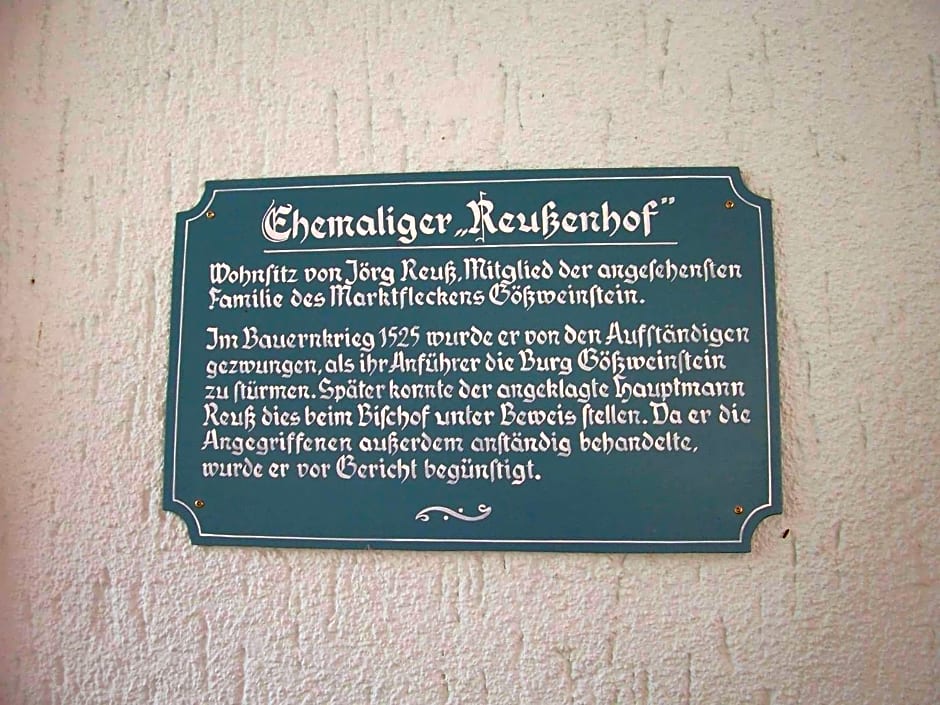 Ehemaliger „Reußenhof"
Wohnsitz von Jörg Reuß, Mitglied der angesehensten
Familie des Marktfleckens Gößweinstein.
Im Bauernkrieg 1525 wurde er von den Aufständigen
gezwungen, als ihr Anführer die Burg Gößweinstein
zu stürmen. Später konnte der angeklagte Hauptmann
Reuß dies beim Bischof unter Beweis stellen. Da er die
Angegriffenen außerdem anständig behandelte,
wurde er vor Gericht begünstigt.